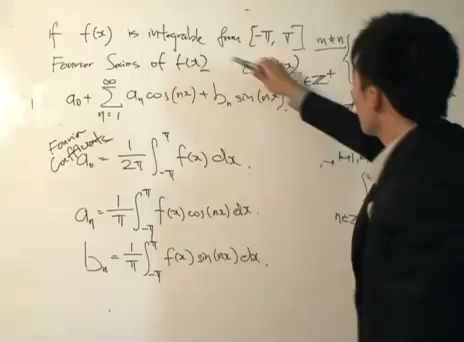 If f(x) is integrable from [-π, π] m≠n
Fourier Series of f(x) ∈ Z⁺
a₀ + ∑_{n=1}^{∞} aₙ cos(nx) + bₙ sin(nx)
Fourier Coefficients a₀ = 1/2π ∫_{-π}^{π} f(x) dx.
aₙ = 1/π ∫_{-π}^{π} f(x) cos(nx) dx.
bₙ = 1/π ∫_{-π}^{π} f(x) sin(nx) dx.